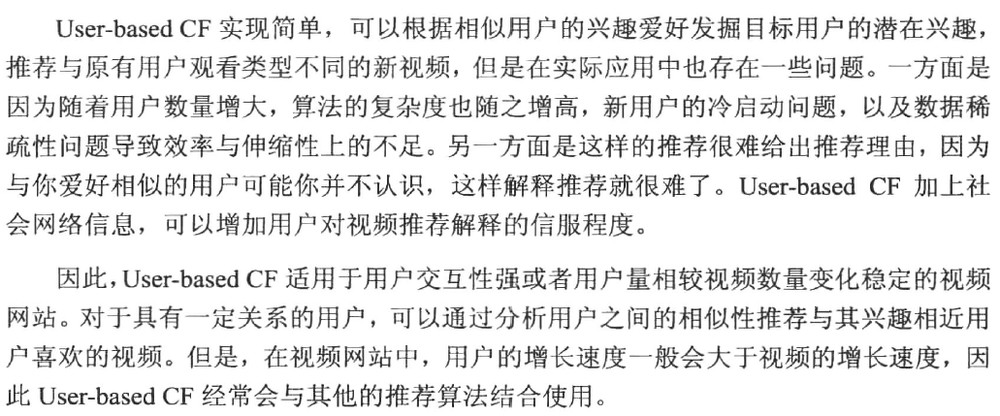 User-based CF 实现简单，可以根据相似用户的兴趣爱好发掘目标用户的潜在兴趣，
推荐与原有用户观看类型不同的新视频，但是在实际应用中也存在一些问题。一方面是
因为随着用户数量增大，算法的复杂度也随之增高，新用户的冷启动问题，以及数据稀
疏性问题导致效率与伸缩性上的不足。另一方面是这样的推荐很难给出推荐理由，因为
与你爱好相似的用户可能你并不认识，这样解释推荐就很难了。User-based CF 加上社
会网络信息，可以增加用户对视频推荐解释的信服程度。
因此，User-based CF 适用于用户交互性强或者用户量相较视频数量变化稳定的视频
网站。对于具有一定关系的用户，可以通过分析用户之间的相似性推荐与其兴趣相近用
户喜欢的视频。但是，在视频网站中，用户的增长速度一般会大于视频的增长速度，因
此 User-based CF 经常会与其他的推荐算法结合使用。